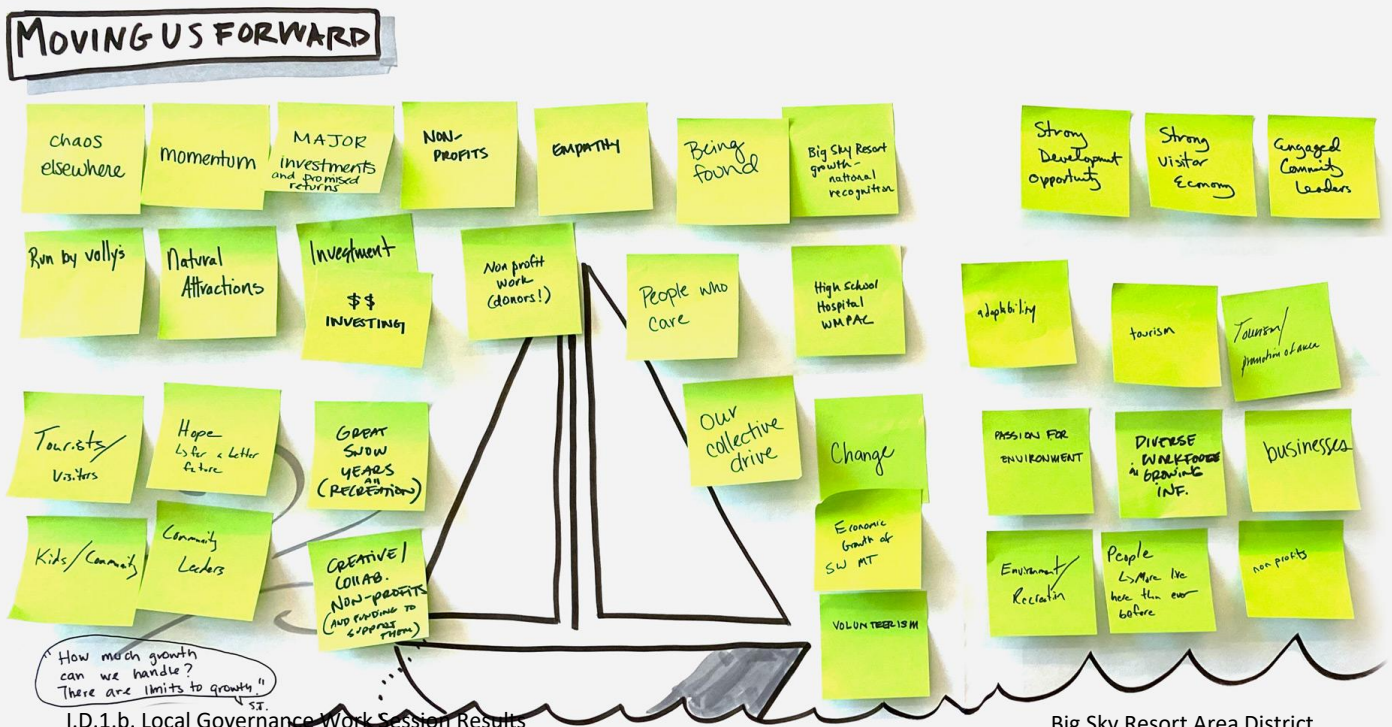 MOVING US FORWARD
chaos
elsewhere
momentum
MAJOR
investments
and promised
returns
NON-
PROFITS
EMPATHY
Being
found
Big Sky Resort
growth -
national
recognition
Strong
Development
Opportunity
Strong
Visitor
Economy
Engaged
Commuity
Leaders
Run by volly's
Natural
Attractions
Investment
$$
INVESTING
Non profit
work
(donors!)
People who
care
High School
Hospital
WMPAC
adaptability
tourism
Tourism/
promotion of area
Tourists/
Visitors
Hope
↳ for a better
future
GREAT
SNOW
YEARS
(RECREATION)
Our
collective
drive
Change
PASSION FOR
ENVIRONMENT
DIVERSE
WORKFORCE
GROWING
INF.
businesses
Kids/Community
Community
Leaders
CREATIVE/
COLLAB.
NON-PROFITS
(AND FUNDING TO
SUPPORT
THEM)
Economic
Growth of
SW MT
VOLUNTEERISM
Environment/
Recreation
People
↳ More live
here than ever
before
non profits
"How much growth
can we handle?
There are limits to growth."
S.J.
I.D.1.b. Local Governance Work Session Results
Big Sky Resort Area District